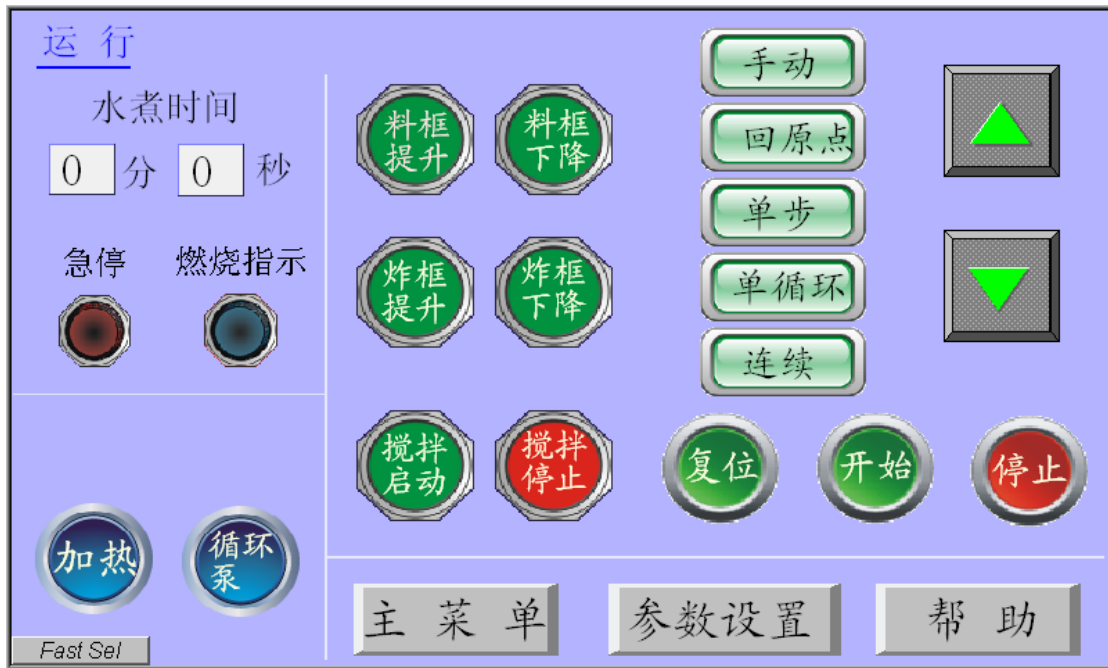 运 行
水煮时间
0 分 0 秒
急停 燃烧指示
加热
循环
泵
Fast Sel
料框
提升
料框
下降
炸框
提升
炸框
下降
搅拌
启动
搅拌
停止
手动
回原点
单步
单循环
连续
复位
开始
停止
主 菜 单
参数设置
帮 助